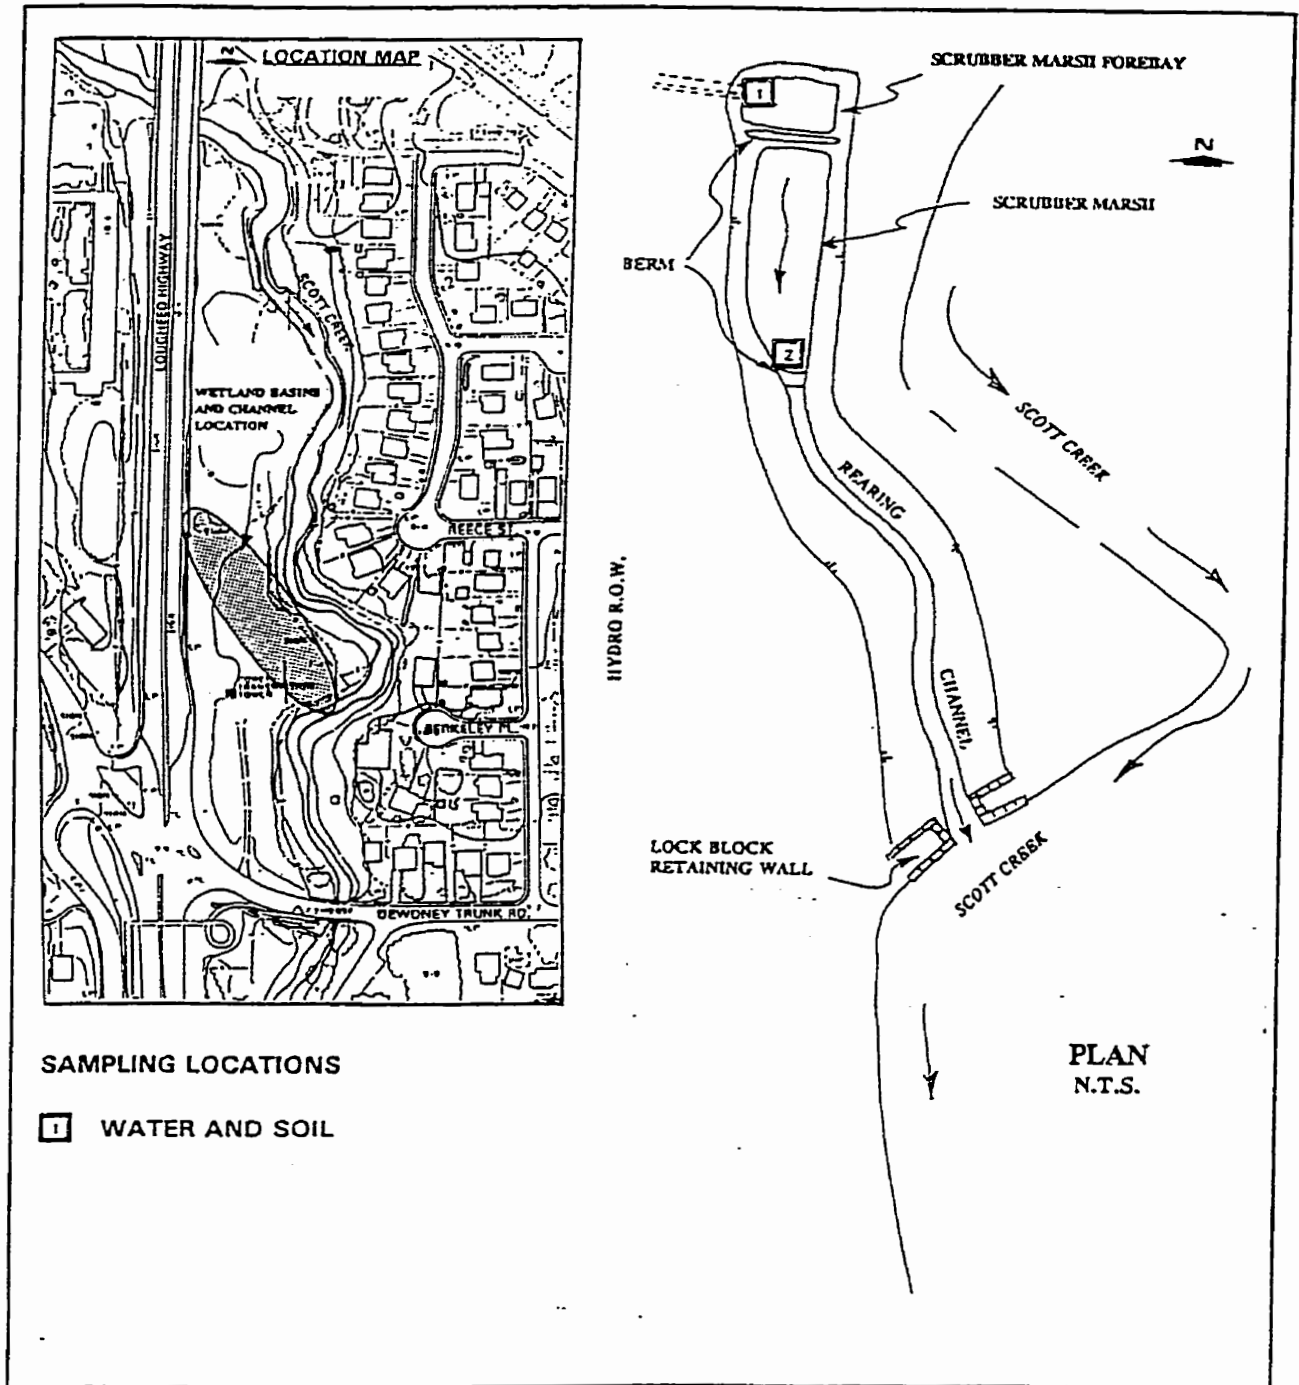 N
LOCATION MAP
LOUGHEED HIGHWAY
SCOTT CREEK
WETLAND BASINS
AND CHANNEL
LOCATION
REECE ST.
BERKELEY PL.
DEWDNEY TRUNK RD.
SCRUBBER MARSH FOREBAY
1
N
SCRUBBER MARSH
BERM
2
SCOTT CREEK
REARING
CHANNEL
HYDRO R.O.W.
LOCK BLOCK
RETAINING WALL
SCOTT CREEK
PLAN
N.T.S.
SAMPLING LOCATIONS
1 WATER AND SOIL